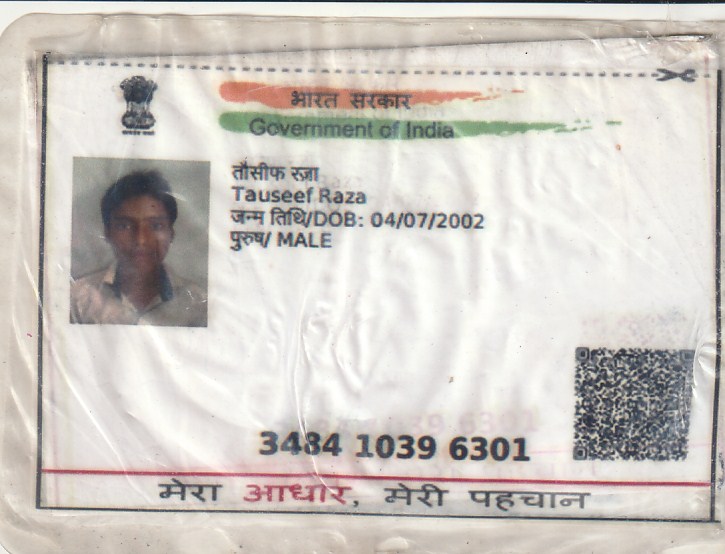 भारत सरकार
Government of India
तौसीफ रज़ा
Tauseef Raza
जन्म तिथि/DOB: 04/07/2002
पुरुष/ MALE
3484 1039 6301
मेरा आधार, मेरी पहचान